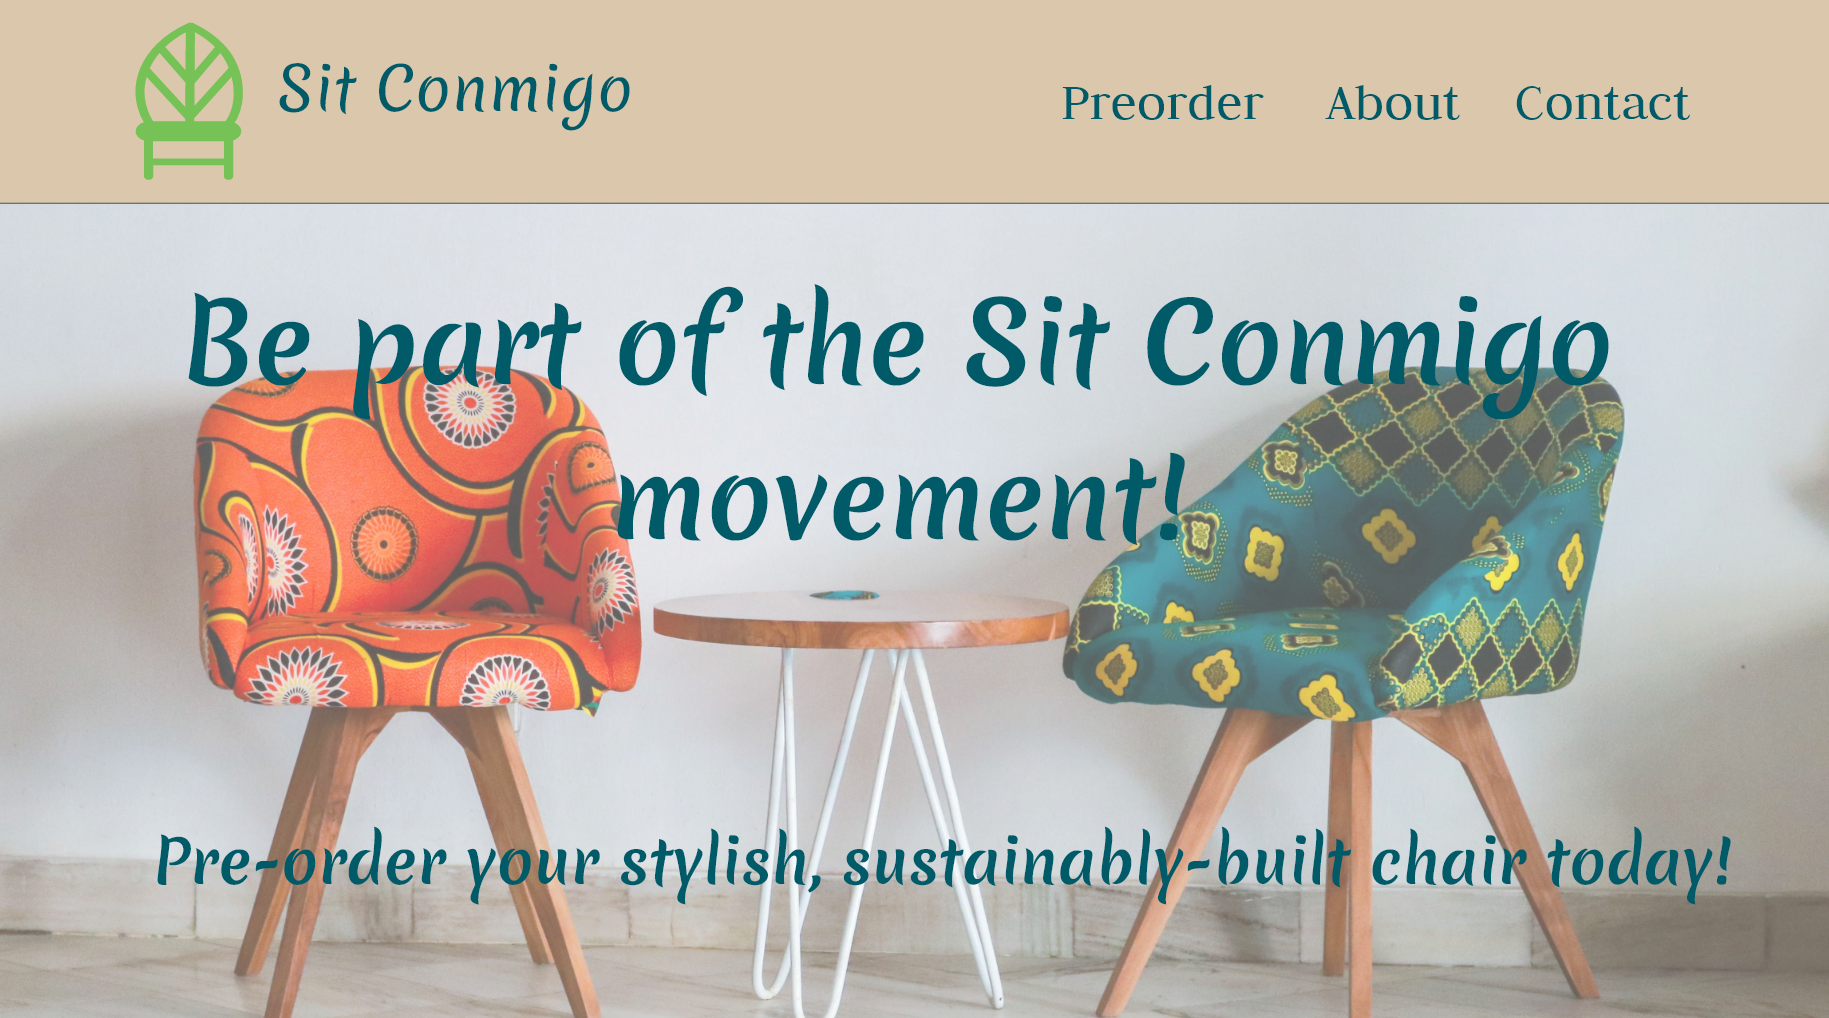 Sit Conmigo
Preorder About Contact
Be part of the Sit Conmigo
movement!
Pre-order your stylish, sustainably-built chair today!